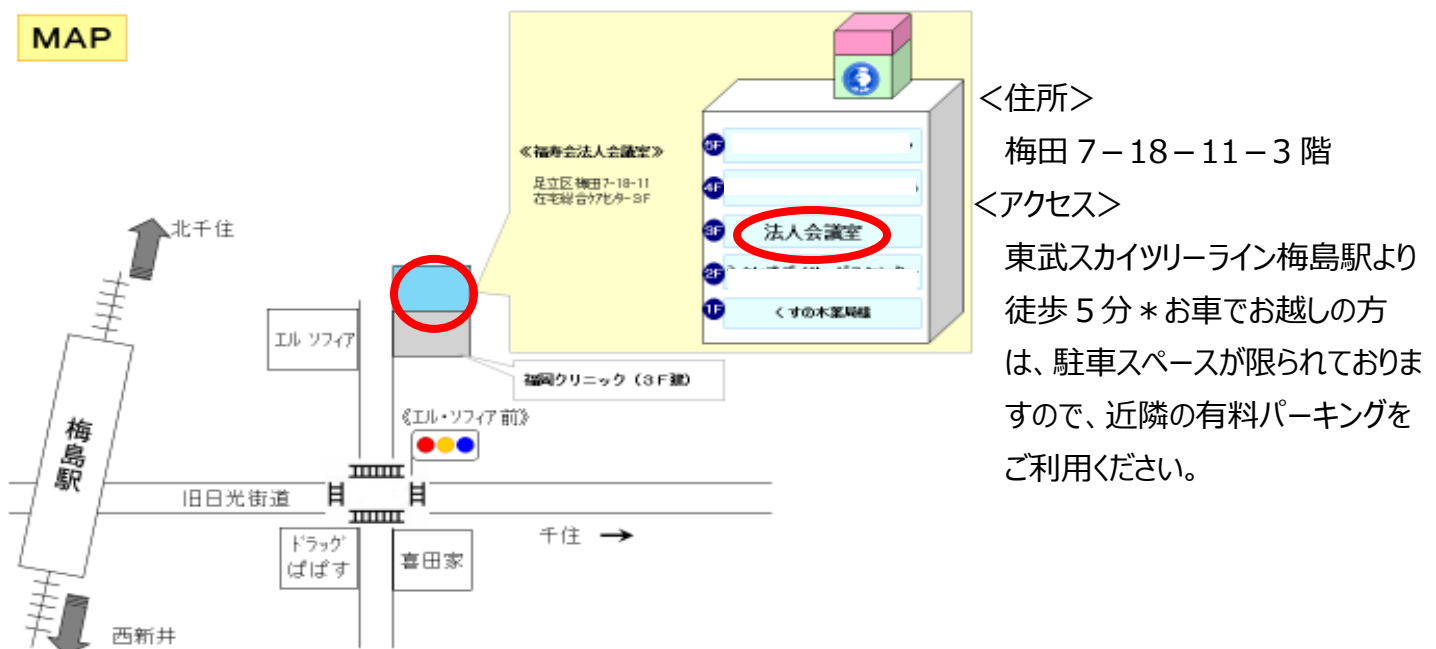 MAP
≪福寿会法人会議室≫
足立区梅田7-18-11
在宅総合ケアセンター3F
5F
4F
3F 法人会議室
2F
1F くすの木薬局様
<住所>
梅田７－18－11－３階
<アクセス>
東武スカイツリーライン梅島駅より
徒歩５分＊お車でお越しの方
は、駐車スペースが限られておりま
すので、近隣の有料パーキングを
ご利用ください。
北千住
エル ソフィア
福岡クリニック（3F建）
《エル・ソフィア前》
梅島駅
旧日光街道
千住 →
ドラッグ
ぱぱす
喜田家
西新井